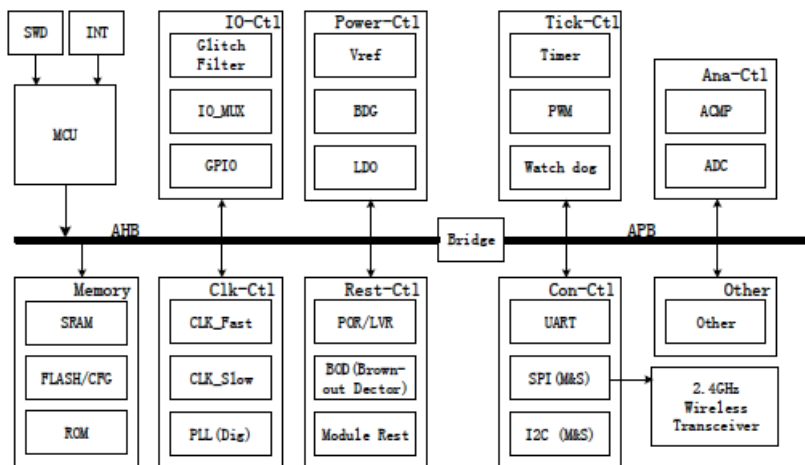 SWD
INT
MCU
IO-Ctl
Glitch
Filter
IO_MUX
GPIO
Power-Ctl
Vref
BDG
LDO
Tick-Ctl
Timer
PWM
Watch dog
Ana-Ctl
ACMP
ADC
AHB
Bridge
APB
Memory
SRAM
FLASH/CFG
ROM
Clk-Ctl
CLK_Fast
CLK_Slow
PLL(Dig)
Rest-Ctl
POR/LVR
BOD(Brown-
out Dector)
Module Rest
Con-Ctl
UART
SPI(M&S)
I2C (M&S)
Other
Other
2.4GHz
Wireless
Transceiver